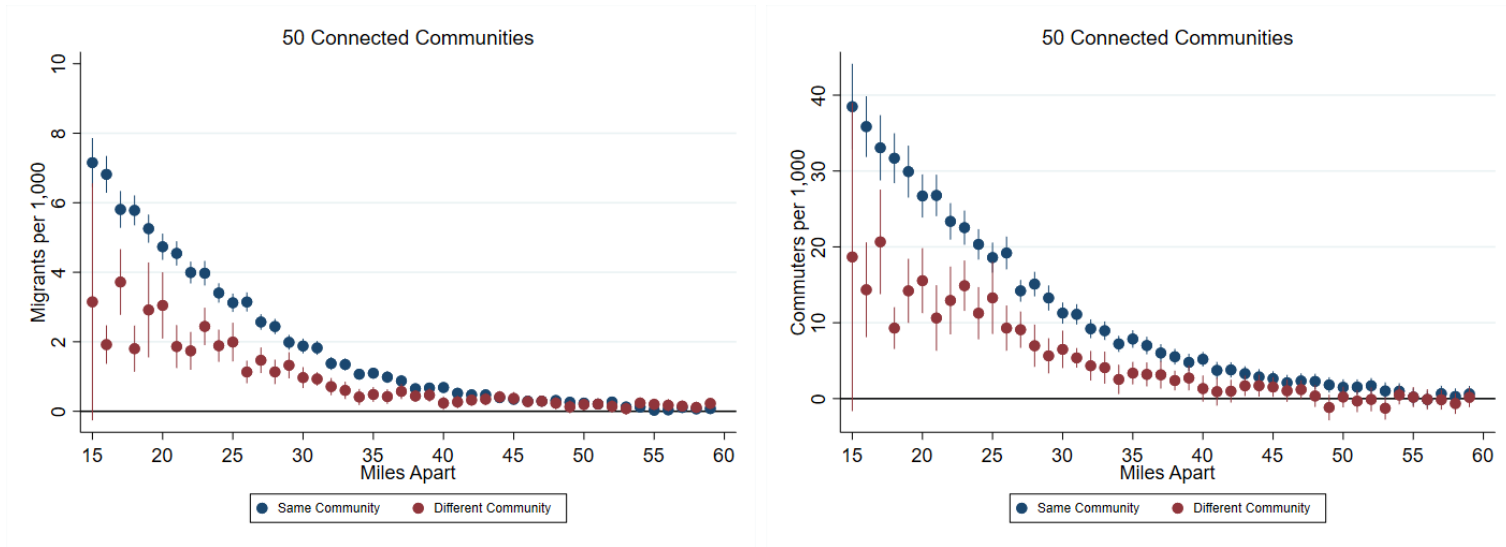 50 Connected Communities
Migrants per 1,000
10
8
6
4
2
0
15 20 25 30 35 40 45 50 55 60
Miles Apart
Same Community Different Community
50 Connected Communities
Commuters per 1,000
40
30
20
10
0
15 20 25 30 35 40 45 50 55 60
Miles Apart
Same Community Different Community